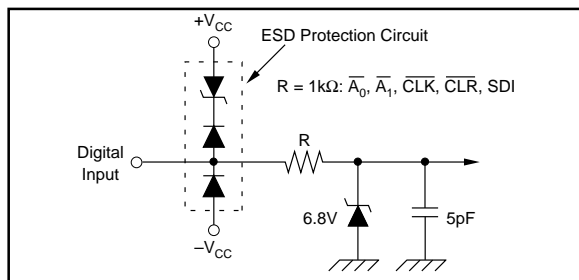 +V_CC
ESD Protection Circuit
R = 1kΩ: A̅₀, A̅₁, C̅L̅K̅, C̅L̅R̅, SDI
R
Digital
Input
6.8V
5pF
–V_CC